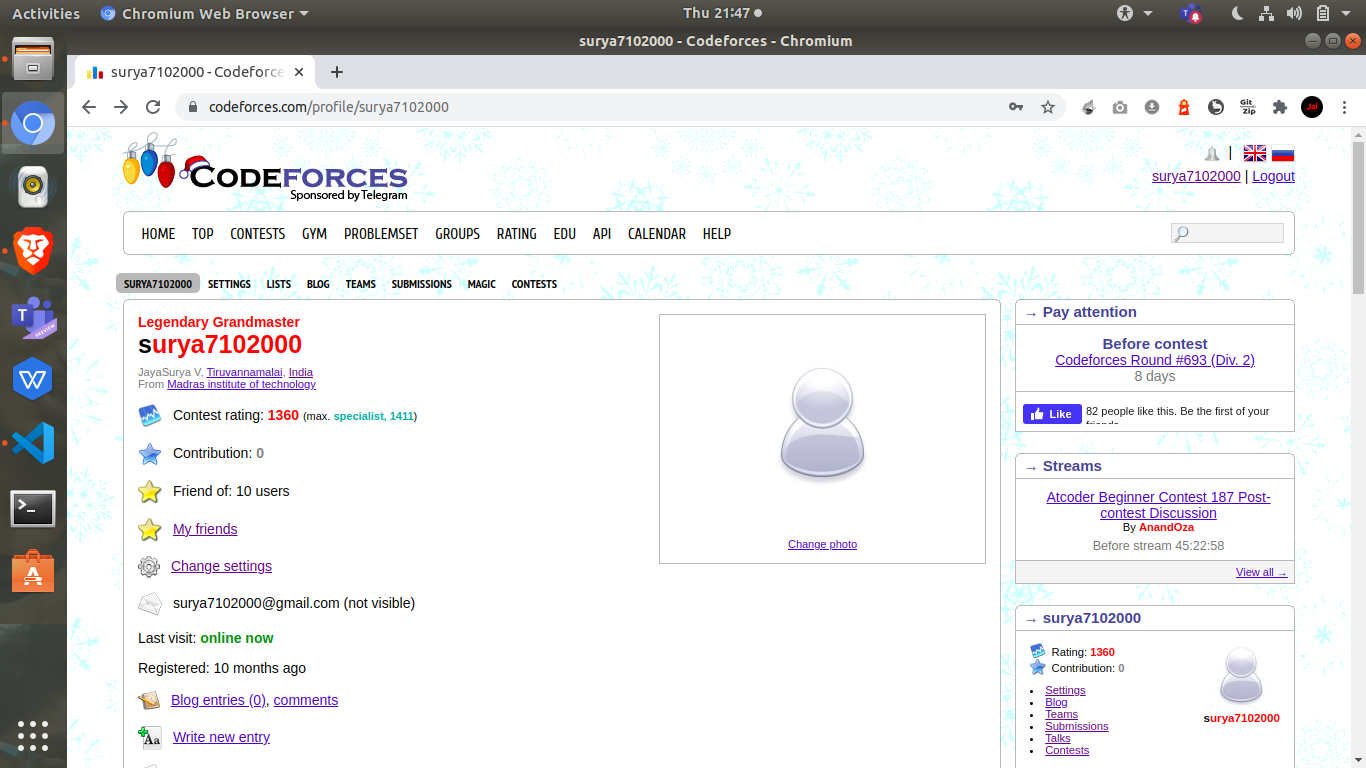 Activities Chromium Web Browser Thu 21:47
surya7102000 - Codeforces - Chromium
surya7102000 - Codeforce
codeforces.com/profile/surya7102000
Git Zip
Jai
CODEFORCES
Sponsored by Telegram
surya7102000 | Logout
HOME TOP CONTESTS GYM PROBLEMSET GROUPS RATING EDU API CALENDAR HELP
SURYA7102000 SETTINGS LISTS BLOG TEAMS SUBMISSIONS MAGIC CONTESTS
Legendary Grandmaster
surya7102000
JayaSurya V, Tiruvannamalai, India
From Madras institute of technology
Contest rating: 1360 (max. specialist, 1411)
Contribution: 0
Friend of: 10 users
My friends
Change settings
surya7102000@gmail.com (not visible)
Last visit: online now
Registered: 10 months ago
Blog entries (0), comments
Write new entry
Change photo
→ Pay attention
Before contest
Codeforces Round #693 (Div. 2)
8 days
Like 82 people like this. Be the first of your
→ Streams
Atcoder Beginner Contest 187 Post-
contest Discussion
By AnandOza
Before stream 45:22:58
View all →
→ surya7102000
Rating: 1360
Contribution: 0
Settings
Blog
Teams
Submissions
Talks
Contests
surya7102000